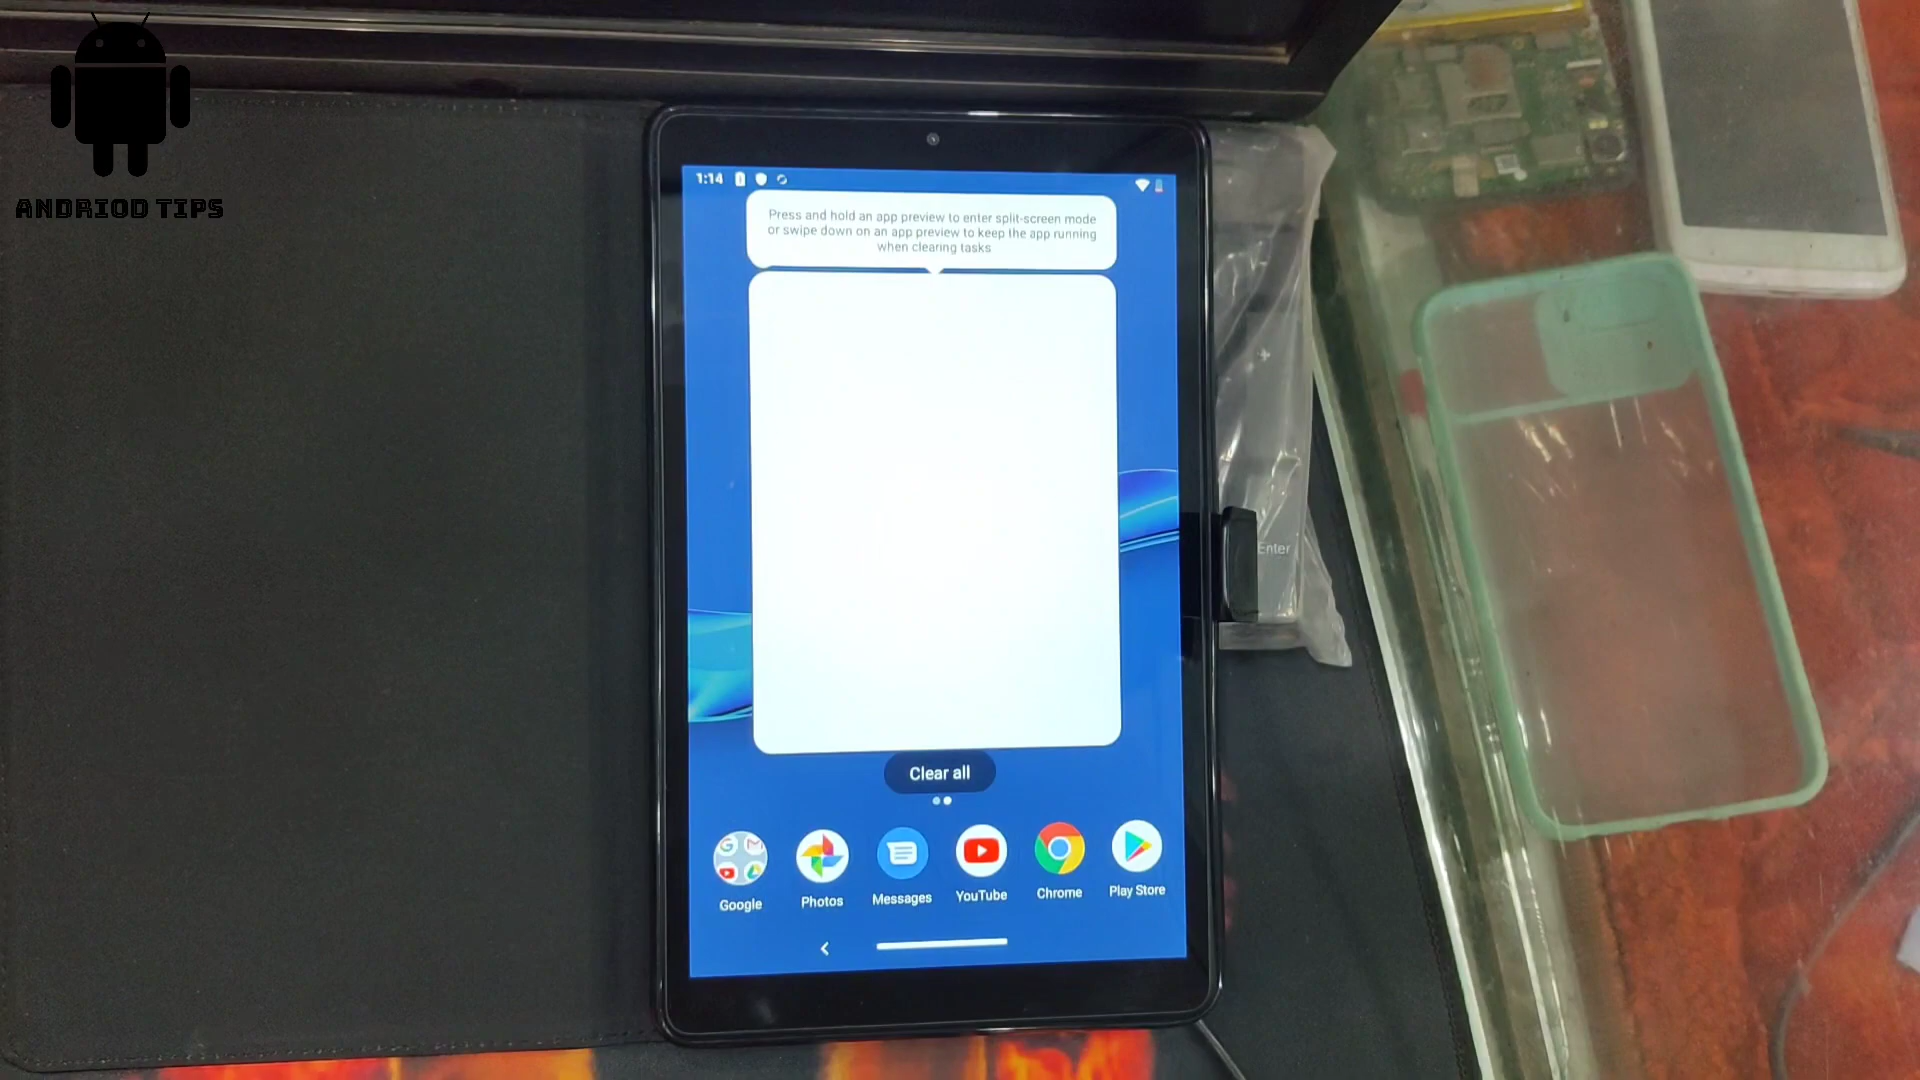 ANDRIOD TIPS
1:14
Press and hold an app preview to enter split-screen mode
or swipe down on an app preview to keep the app running
when clearing tasks
Clear all
Google
Photos
Messages
YouTube
Chrome
Play Store
Enter